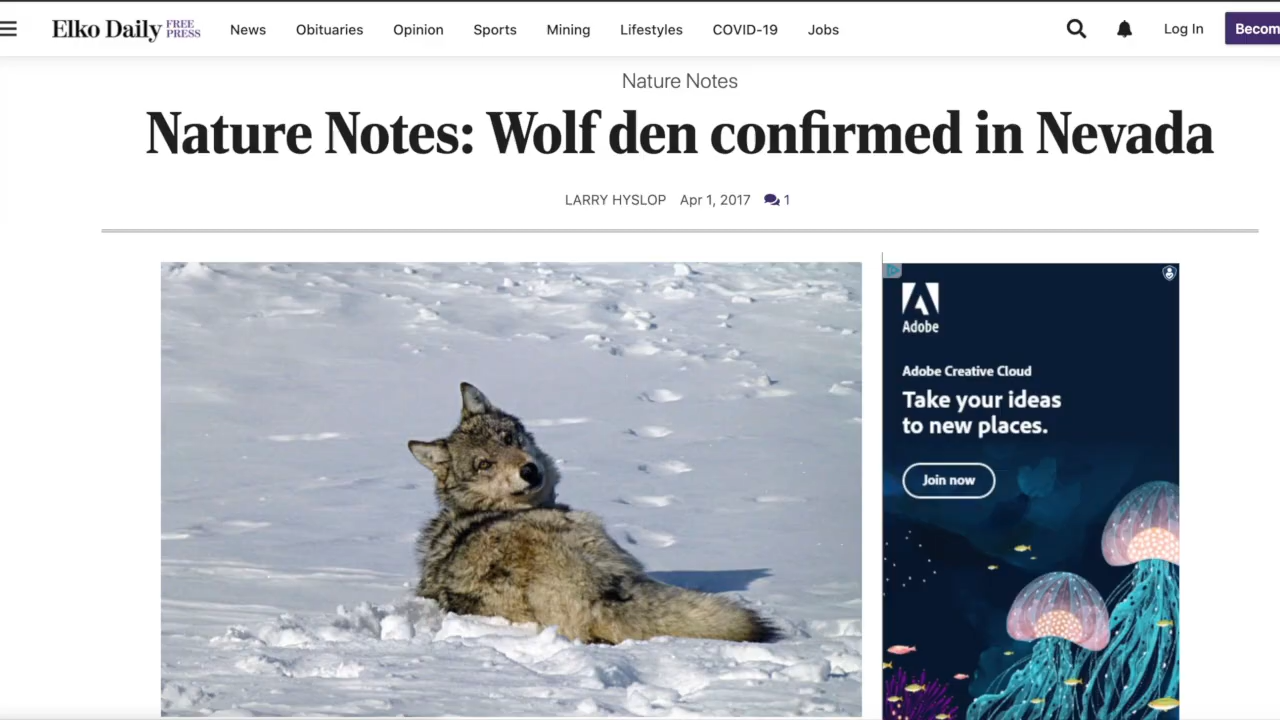 Elko Daily FREE PRESS
News Obituaries Opinion Sports Mining Lifestyles COVID-19 Jobs
Log In Becom
Nature Notes
Nature Notes: Wolf den confirmed in Nevada
LARRY HYSLOP Apr 1, 2017 1
Adobe
Adobe Creative Cloud
Take your ideas
to new places.
Join now